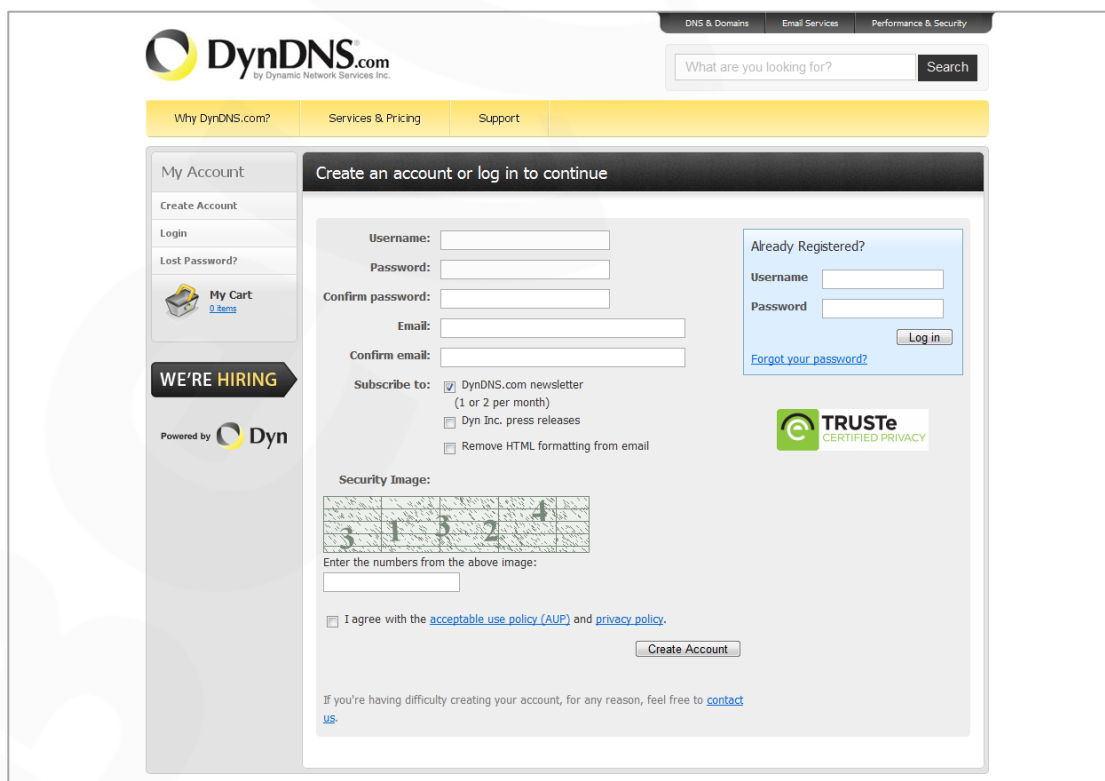 DNS & Domains
Email Services
Performance & Security
DynDNS.com
by Dynamic Network Services Inc.
What are you looking for?
Search
Why DynDNS.com?
Services & Pricing
Support
My Account
Create Account
Login
Lost Password?
My Cart
0 items
WE'RE HIRING
Powered by Dyn
Create an account or log in to continue
Username:
Password:
Confirm password:
Email:
Confirm email:
Subscribe to:
DynDNS.com newsletter
(1 or 2 per month)
Dyn Inc. press releases
Remove HTML formatting from email
Security Image:
3 1 3 2 4
Enter the numbers from the above image:
I agree with the acceptable use policy (AUP) and privacy policy.
Create Account
If you're having difficulty creating your account, for any reason, feel free to contact
us.
Already Registered?
Username
Password
Log in
Forgot your password?
TRUSTe
CERTIFIED PRIVACY